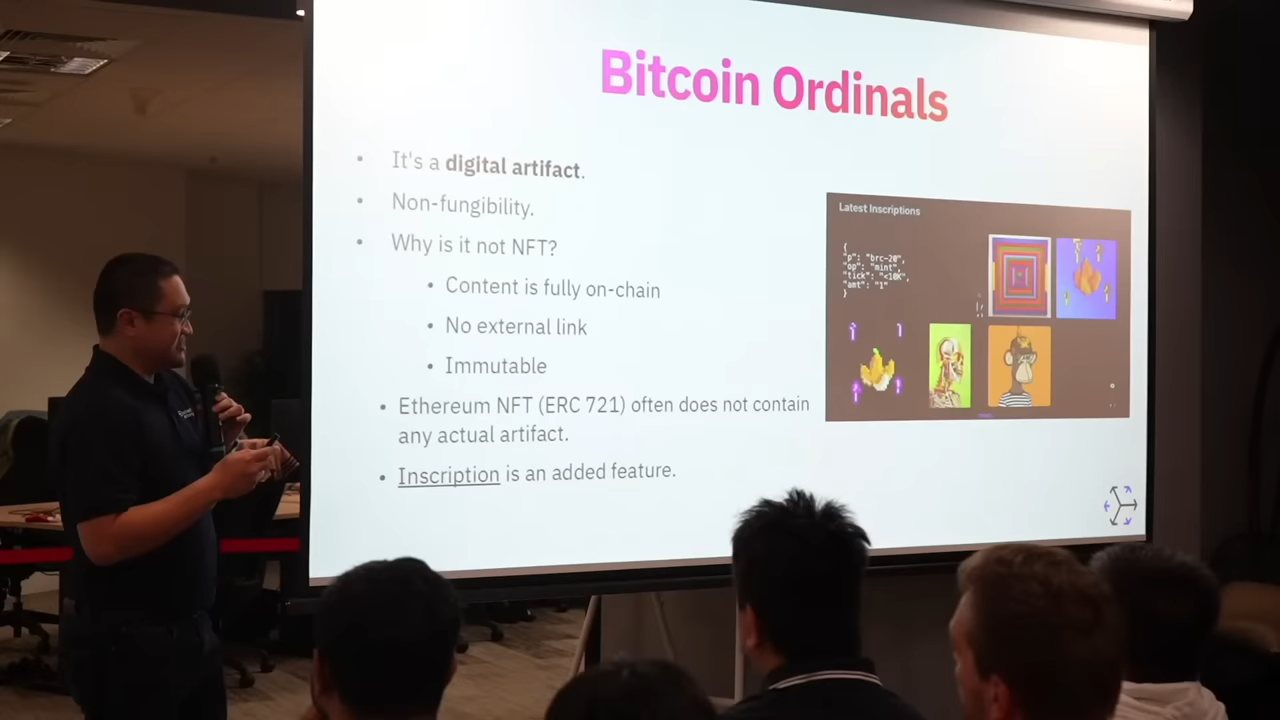 Bitcoin Ordinals
It's a digital artifact.
Non-fungibility.
Why is it not NFT?
Content is fully on-chain
No external link
Immutable
Ethereum NFT (ERC 721) often does not contain
any actual artifact.
Inscription is an added feature.
Latest Inscriptions
{
"p": "brc-20",
"op": "mint",
"tick": "<10K",
"amt": "1"
}